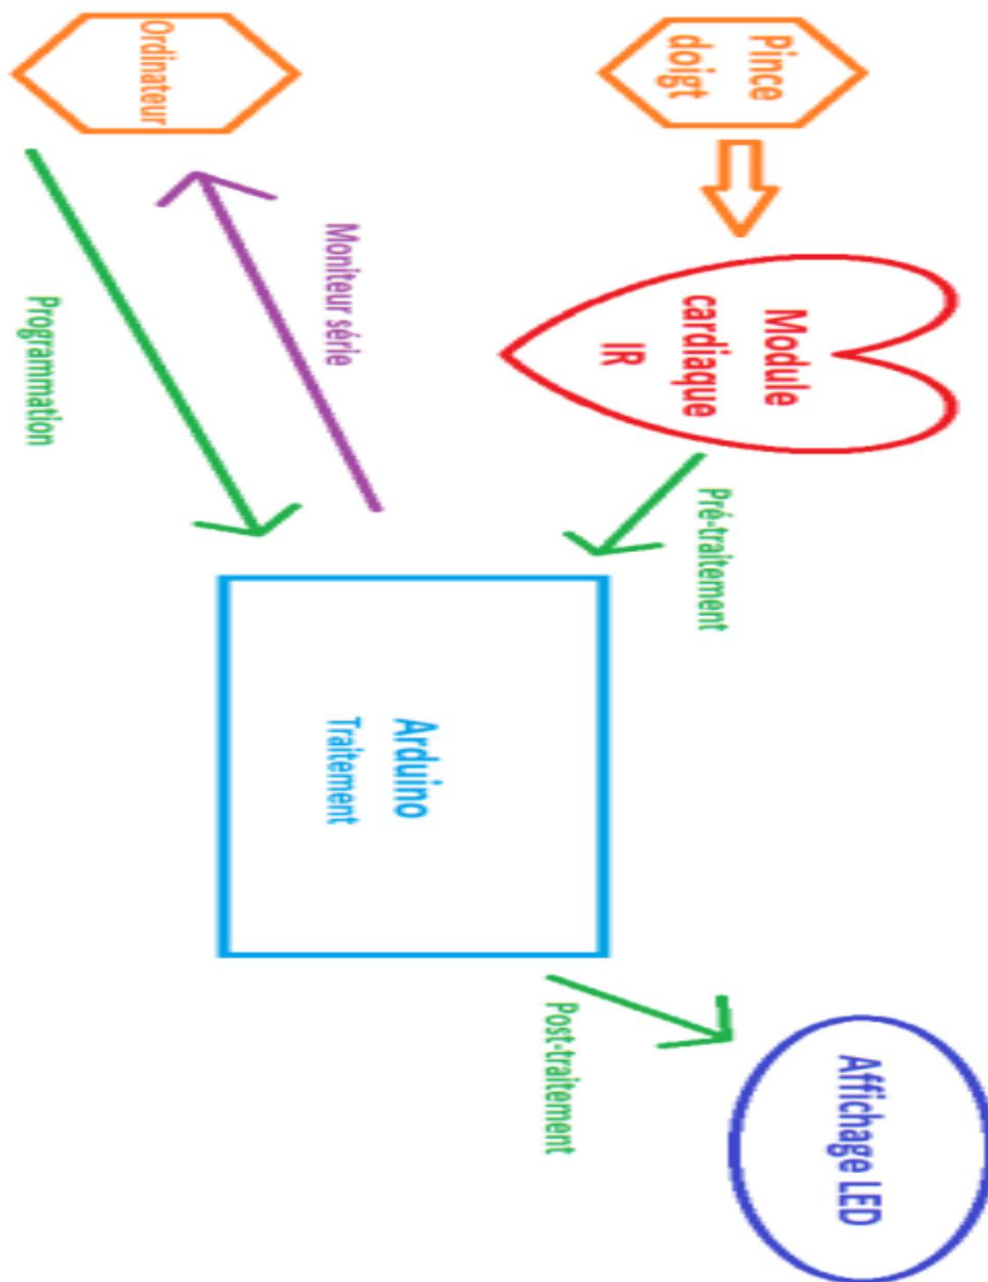 Pince
doigt
Module
cardiaque
IR
Pré-traitement
Affichage LED
Post-traitement
Arduino
Traitement
Moniteur série
Ordinateur
Programmation